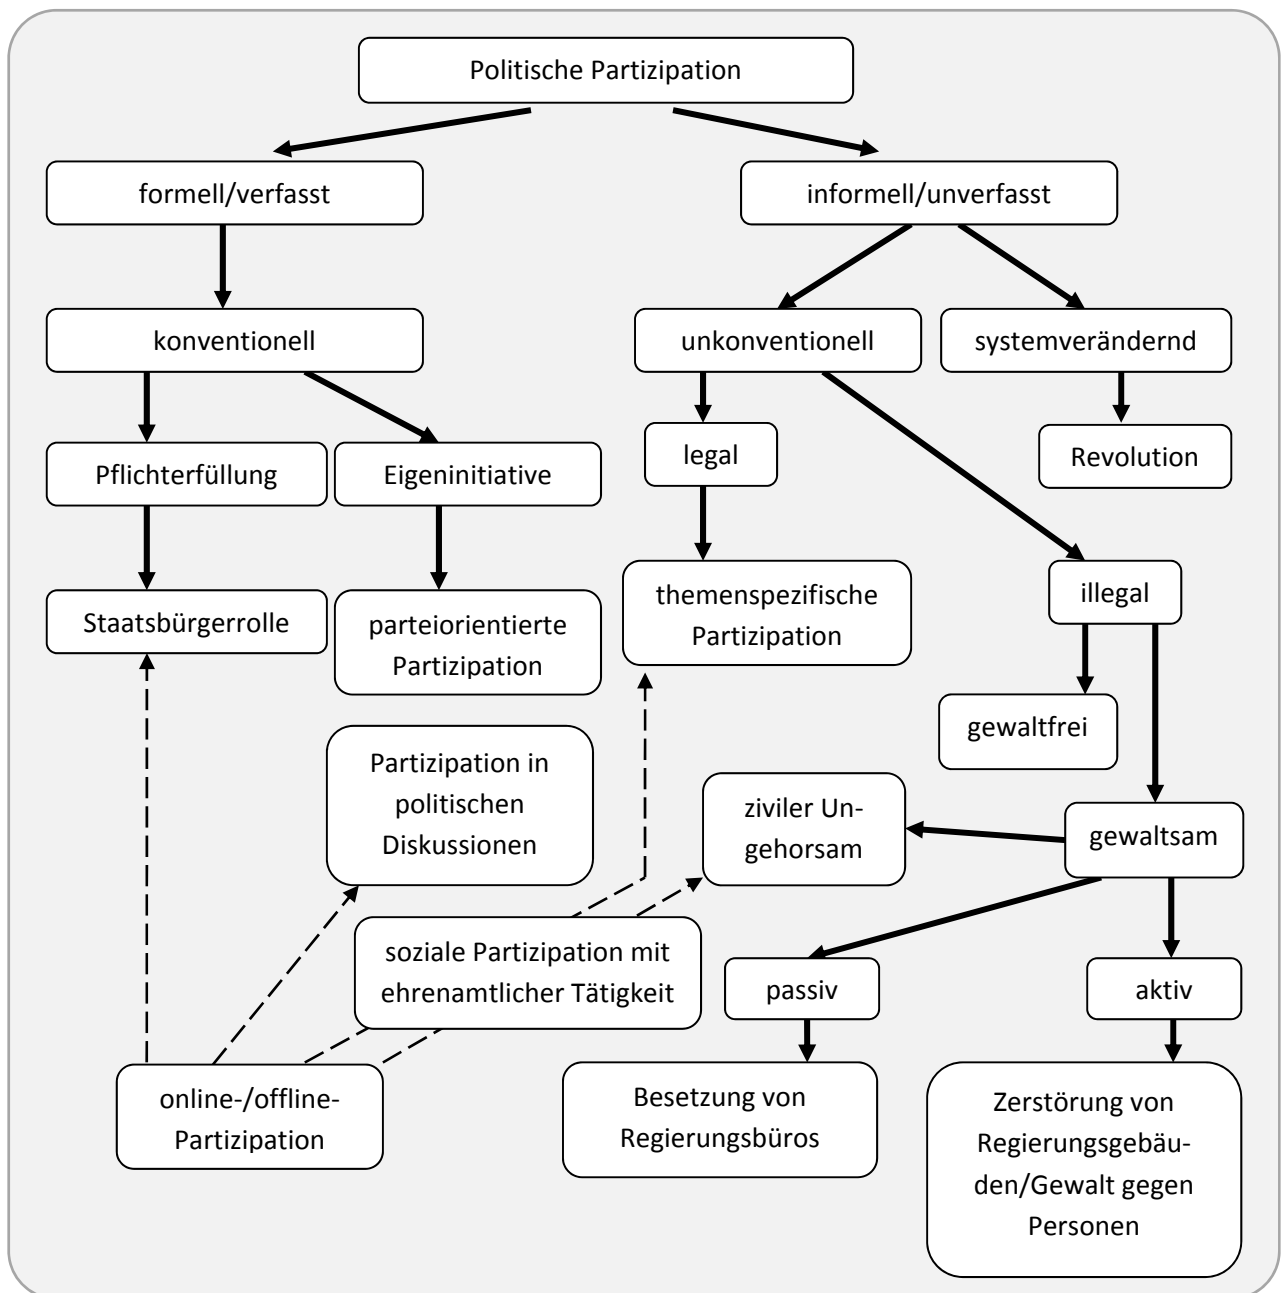 Politische Partizipation
formell/verfasst
informell/unverfasst
konventionell
unkonventionell
systemverändernd
legal
Revolution
Pflichterfüllung
Eigeninitiative
themenspezifische
Partizipation
illegal
Staatsbürgerrolle
parteiorientierte
Partizipation
gewaltfrei
Partizipation in
politischen
Diskussionen
ziviler Un-
gehorsam
gewaltsam
soziale Partizipation mit
ehrenamtlicher Tätigkeit
passiv
aktiv
online-/offline-
Partizipation
Besetzung von
Regierungsbüros
Zerstörung von
Regierungsgebäu-
den/Gewalt gegen
Personen